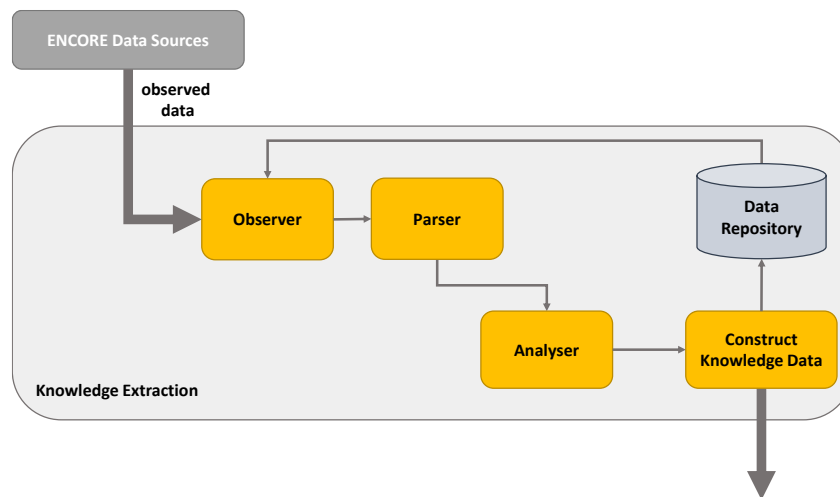 ENCORE Data Sources
observed
data
Observer
Parser
Data
Repository
Analyser
Construct
Knowledge Data
Knowledge Extraction